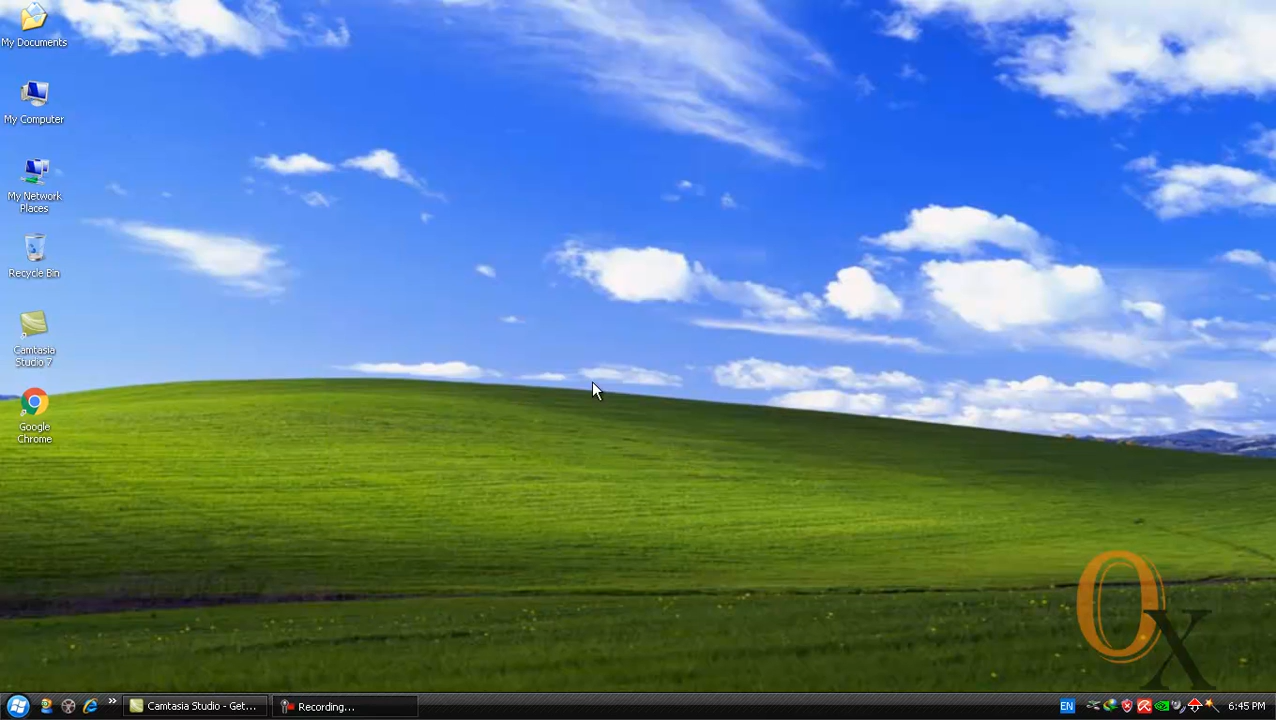 My Documents
My Computer
My Network
Places
Recycle Bin
Camtasia
Studio 7
Google
Chrome
Ox
Camtasia Studio - Get...
Recording...
EN
6:45 PM